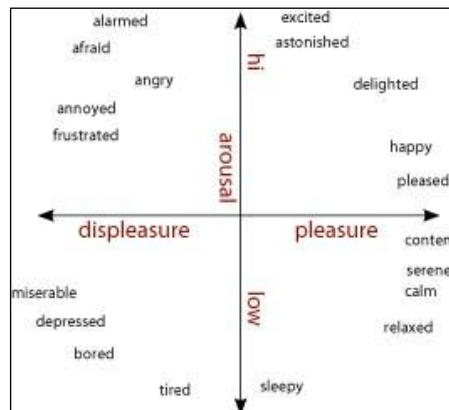 alarmed
excited
afraid
astonished
hi
angry
delighted
annoyed
frustrated
arousal
happy
pleased
displeasure
pleasure
conten
serene
miserable
calm
low
depressed
relaxed
bored
tired
sleepy